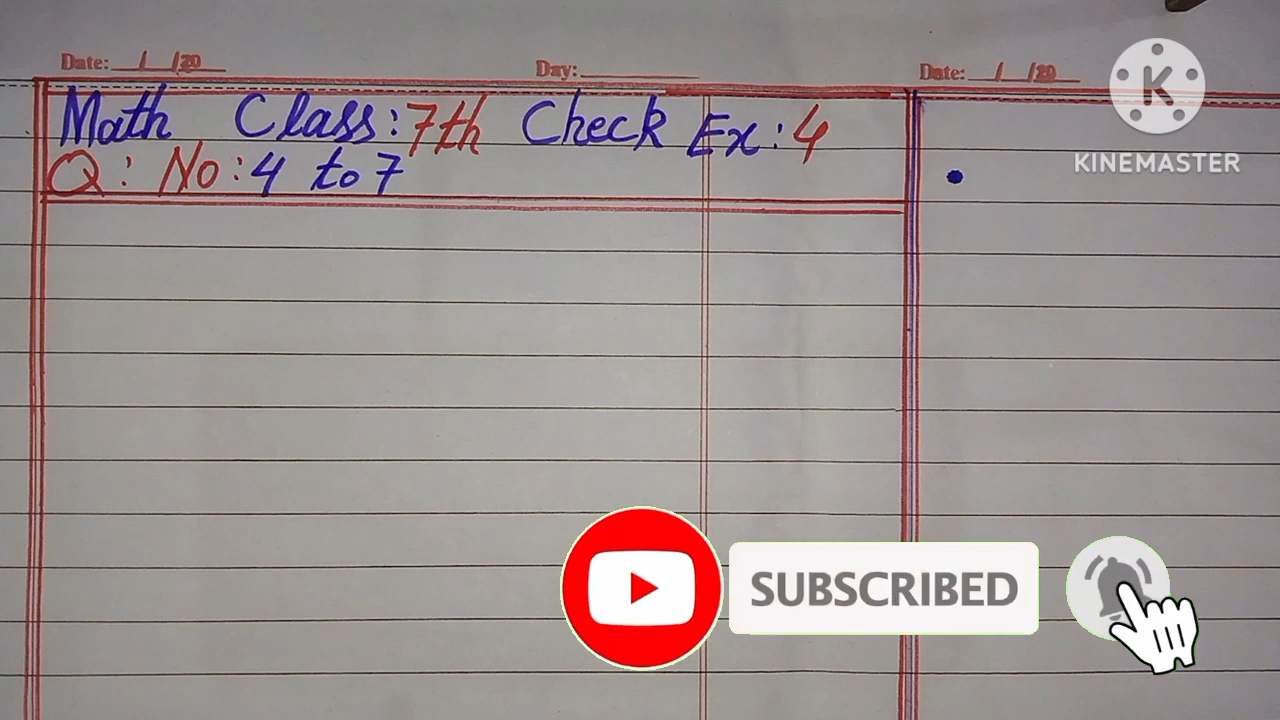 Date: / /20 Day: Date: / /20
Math Class:7th Check Ex:4
Q: No:4 to 7
K
KINEMASTER
SUBSCRIBED